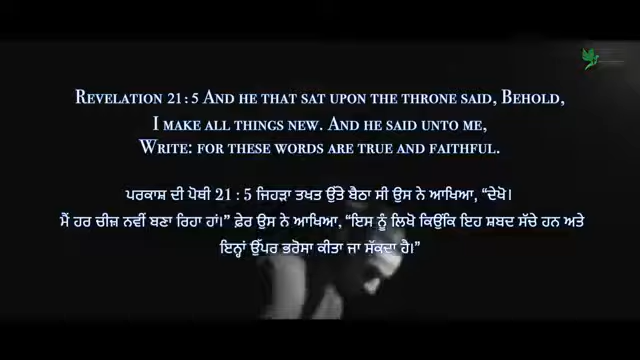 Revelation 21:5 And he that sat upon the throne said, Behold,
I make all things new. And he said unto me,
Write: for these words are true and faithful.
ਪਰਕਾਸ਼ ਦੀ ਪੋਥੀ 21 : 5 ਜਿਹੜਾ ਤਖਤ ਉੱਤੇ ਬੈਠਾ ਸੀ ਉਸ ਨੇ ਆਖਿਆ, “ਦੇਖੋ।
ਮੈਂ ਹਰ ਚੀਜ਼ ਨਵੀਂ ਬਣਾ ਰਿਹਾ ਹਾਂ।” ਫ਼ੇਰ ਉਸ ਨੇ ਆਖਿਆ, “ਇਸ ਨੂੰ ਲਿਖੋ ਕਿਉਂਕਿ ਇਹ ਸ਼ਬਦ ਸੱਚੇ ਹਨ ਅਤੇ
ਇਨ੍ਹਾਂ ਉੱਪਰ ਭਰੋਸਾ ਕੀਤਾ ਜਾ ਸੱਕਦਾ ਹੈ।”